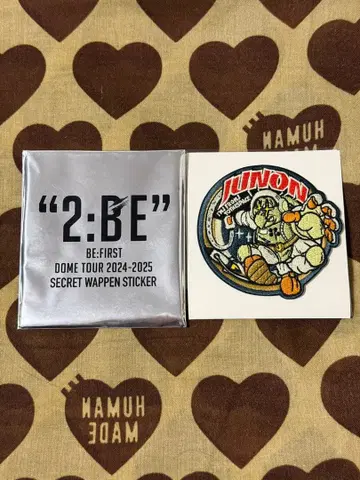 HUMAN
MADE
“2:BE”
BE:FIRST
DOME TOUR 2024-2025
SECRET WAPPEN STICKER
JUNON
HUMAN
MADE